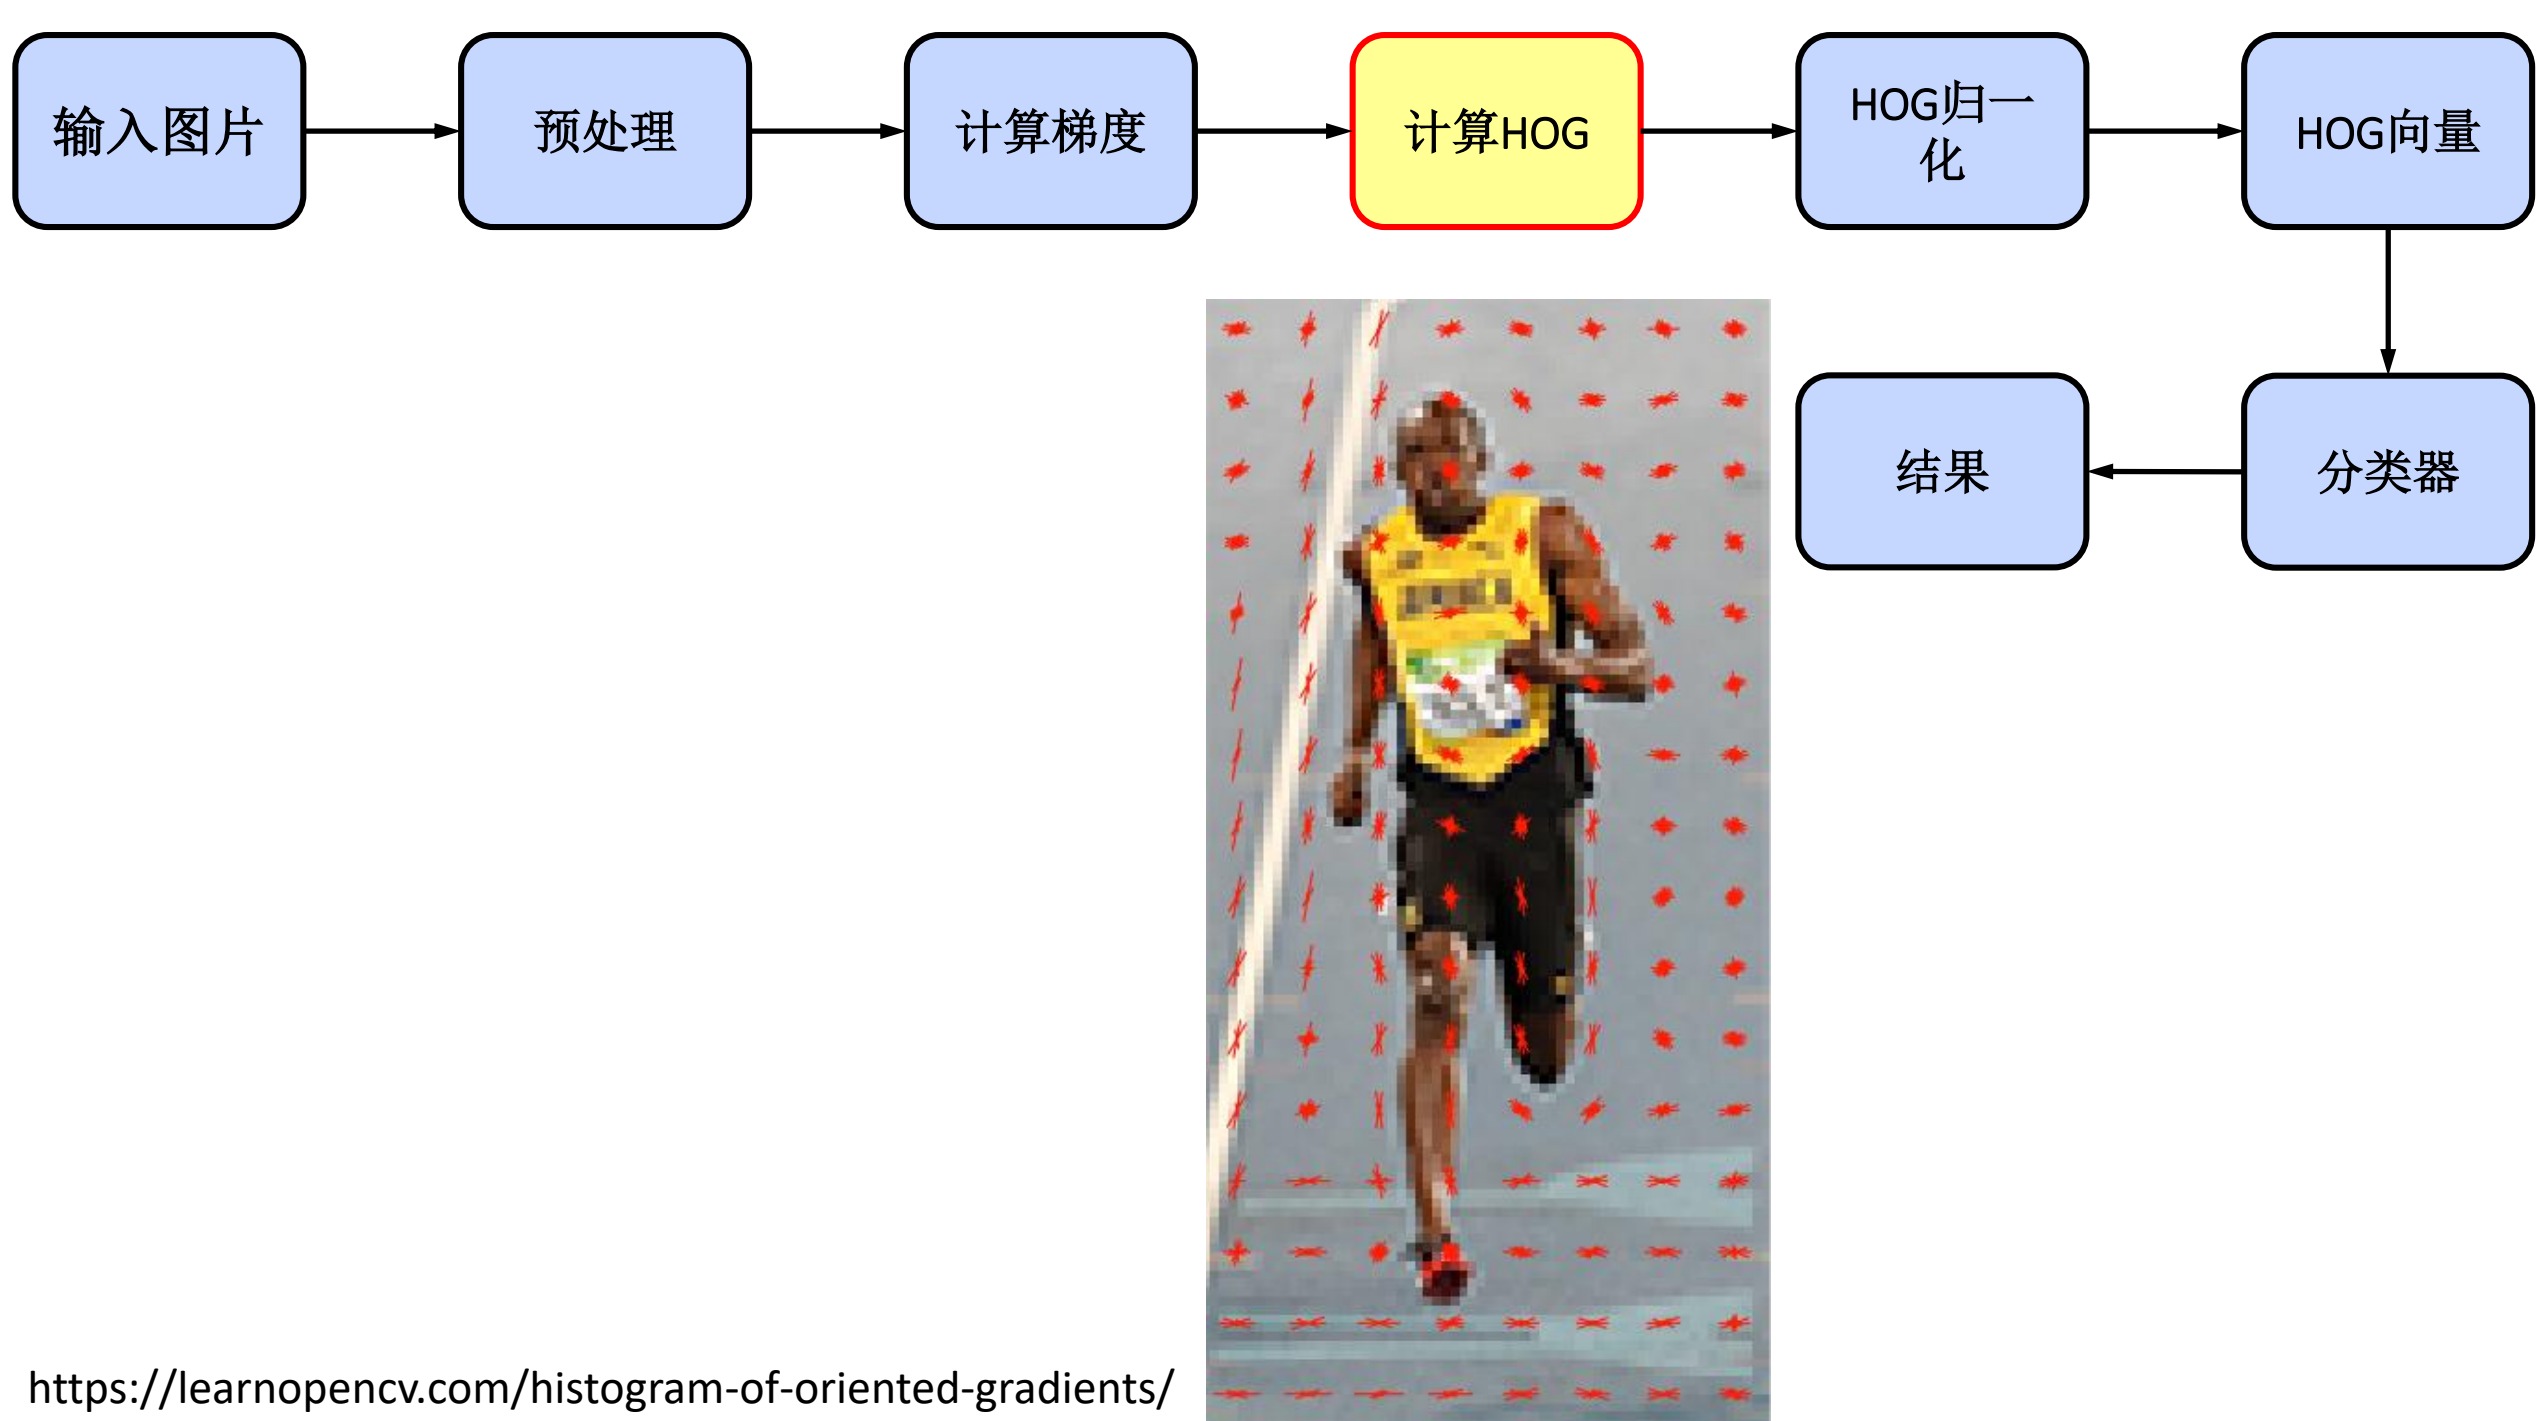 输入图片
预处理
计算梯度
计算HOG
HOG归一
化
HOG向量
结果
分类器
https://learnopencv.com/histogram-of-oriented-gradients/